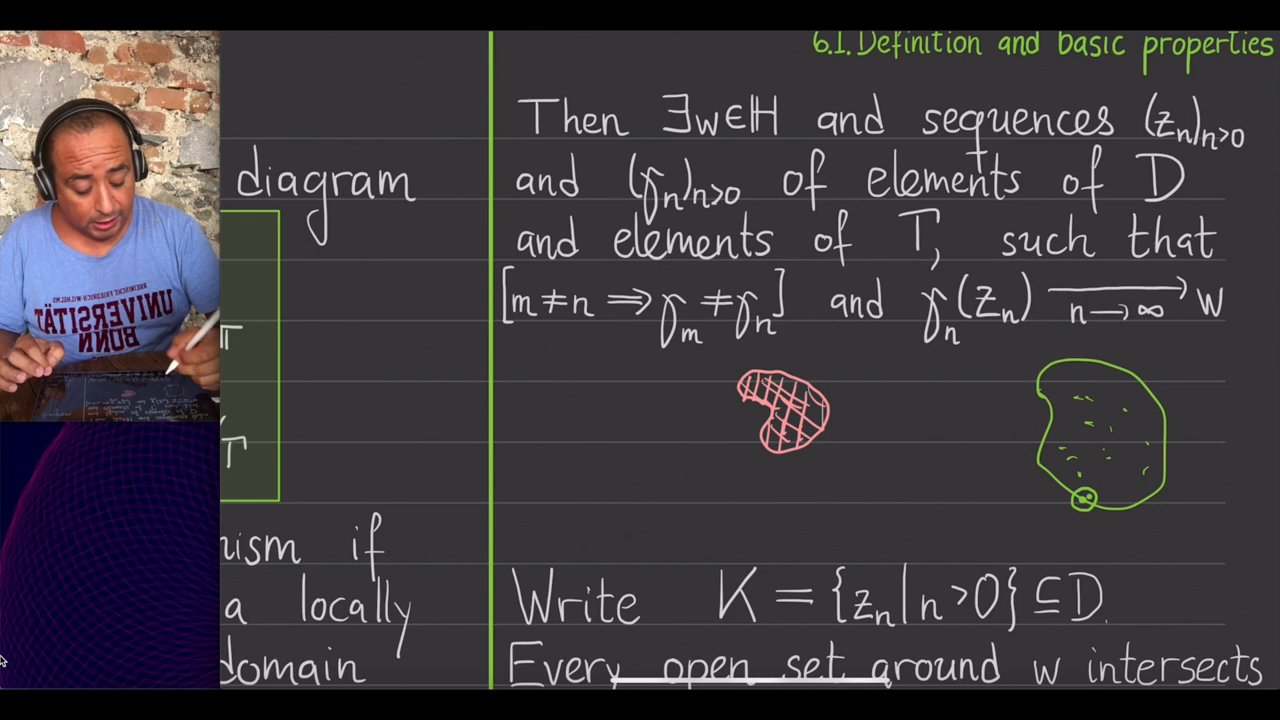 6.1. Definition and basic properties
Then ∃w∈ℍ and sequences (zₙ)ₙ>0
diagram
and (γₙ)ₙ>0 of elements of D
and elements of Γ, such that
[m≠n ⟹ γₘ≠γₙ] and γₙ(zₙ) ⟶ w
n⟶∞
Γ
Γ
nism if
a locally
domain
Write K = {zₙ|n>0} ⊆ D.
Every open set around w intersects
UNIVERSITÄT
BONN